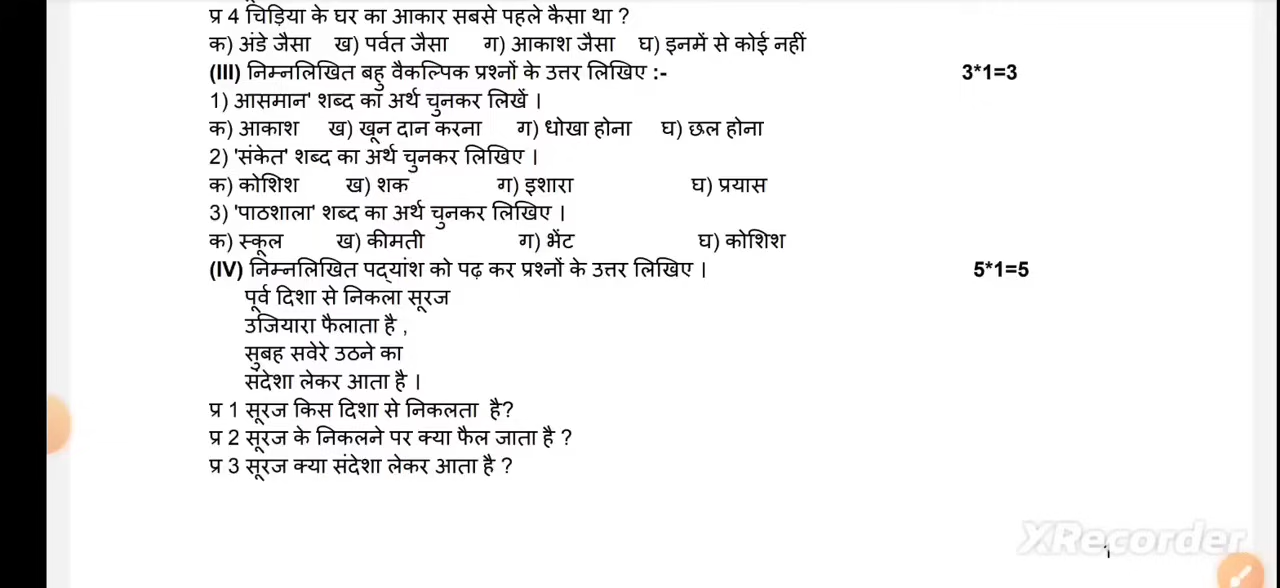 प्र 4 चिड़िया के घर का आकार सबसे पहले कैसा था ?
क) अंडे जैसा ख) पर्वत जैसा ग) आकाश जैसा घ) इनमें से कोई नहीं
(III) निम्नलिखित बहु वैकल्पिक प्रश्नों के उत्तर लिखिए :- 3*1=3
1) आसमान' शब्द का अर्थ चुनकर लिखें ।
क) आकाश ख) खून दान करना ग) धोखा होना घ) छल होना
2) 'संकेत' शब्द का अर्थ चुनकर लिखिए ।
क) कोशिश ख) शक ग) इशारा घ) प्रयास
3) 'पाठशाला' शब्द का अर्थ चुनकर लिखिए ।
क) स्कूल ख) कीमती ग) भेंट घ) कोशिश
(IV) निम्नलिखित पद्यांश को पढ़ कर प्रश्नों के उत्तर लिखिए । 5*1=5
पूर्व दिशा से निकला सूरज
उजियारा फैलाता है ,
सुबह सवेरे उठने का
संदेशा लेकर आता है ।
प्र 1 सूरज किस दिशा से निकलता है?
प्र 2 सूरज के निकलने पर क्या फैल जाता है ?
प्र 3 सूरज क्या संदेशा लेकर आता है ?
XRecorder
1